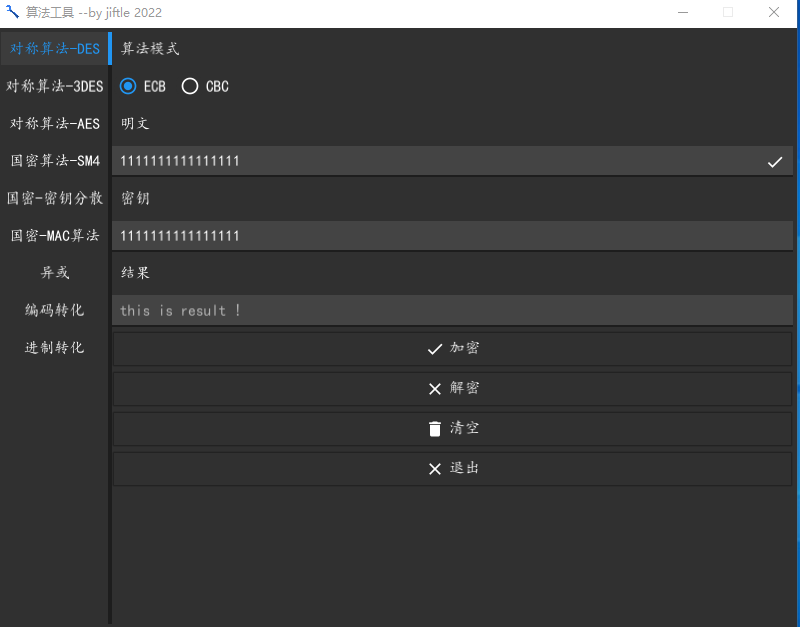 算法工具 --by jiftle 2022
对称算法-DES
对称算法-3DES
对称算法-AES
国密算法-SM4
国密-密钥分散
国密-MAC算法
异或
编码转化
进制转化
算法模式
ECB CBC
明文
1111111111111111
密钥
1111111111111111
结果
this is result !
加密
解密
清空
退出